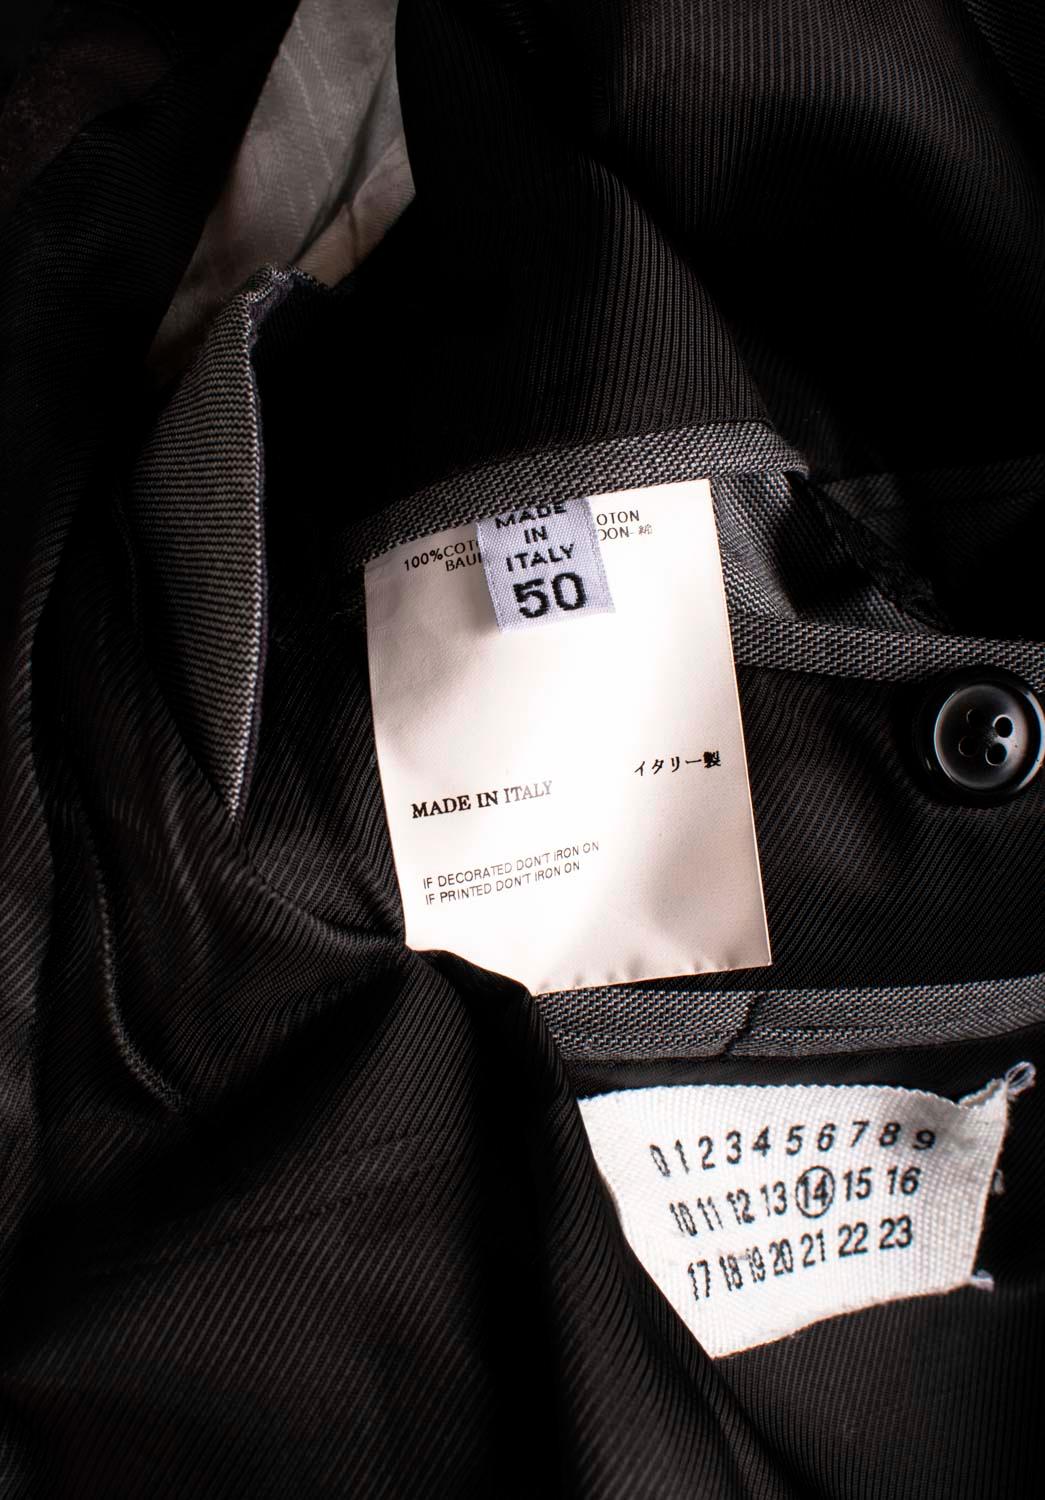 MADE
IN
ITALY
50
100%COT OTON
BAU OON-綿
イタリー製
MADE IN ITALY
IF DECORATED DON'T IRON ON
IF PRINTED DON'T IRON ON
0 1 2 3 4 5 6 7 8 9
10 11 12 13 14 15 16
17 18 19 20 21 22 23